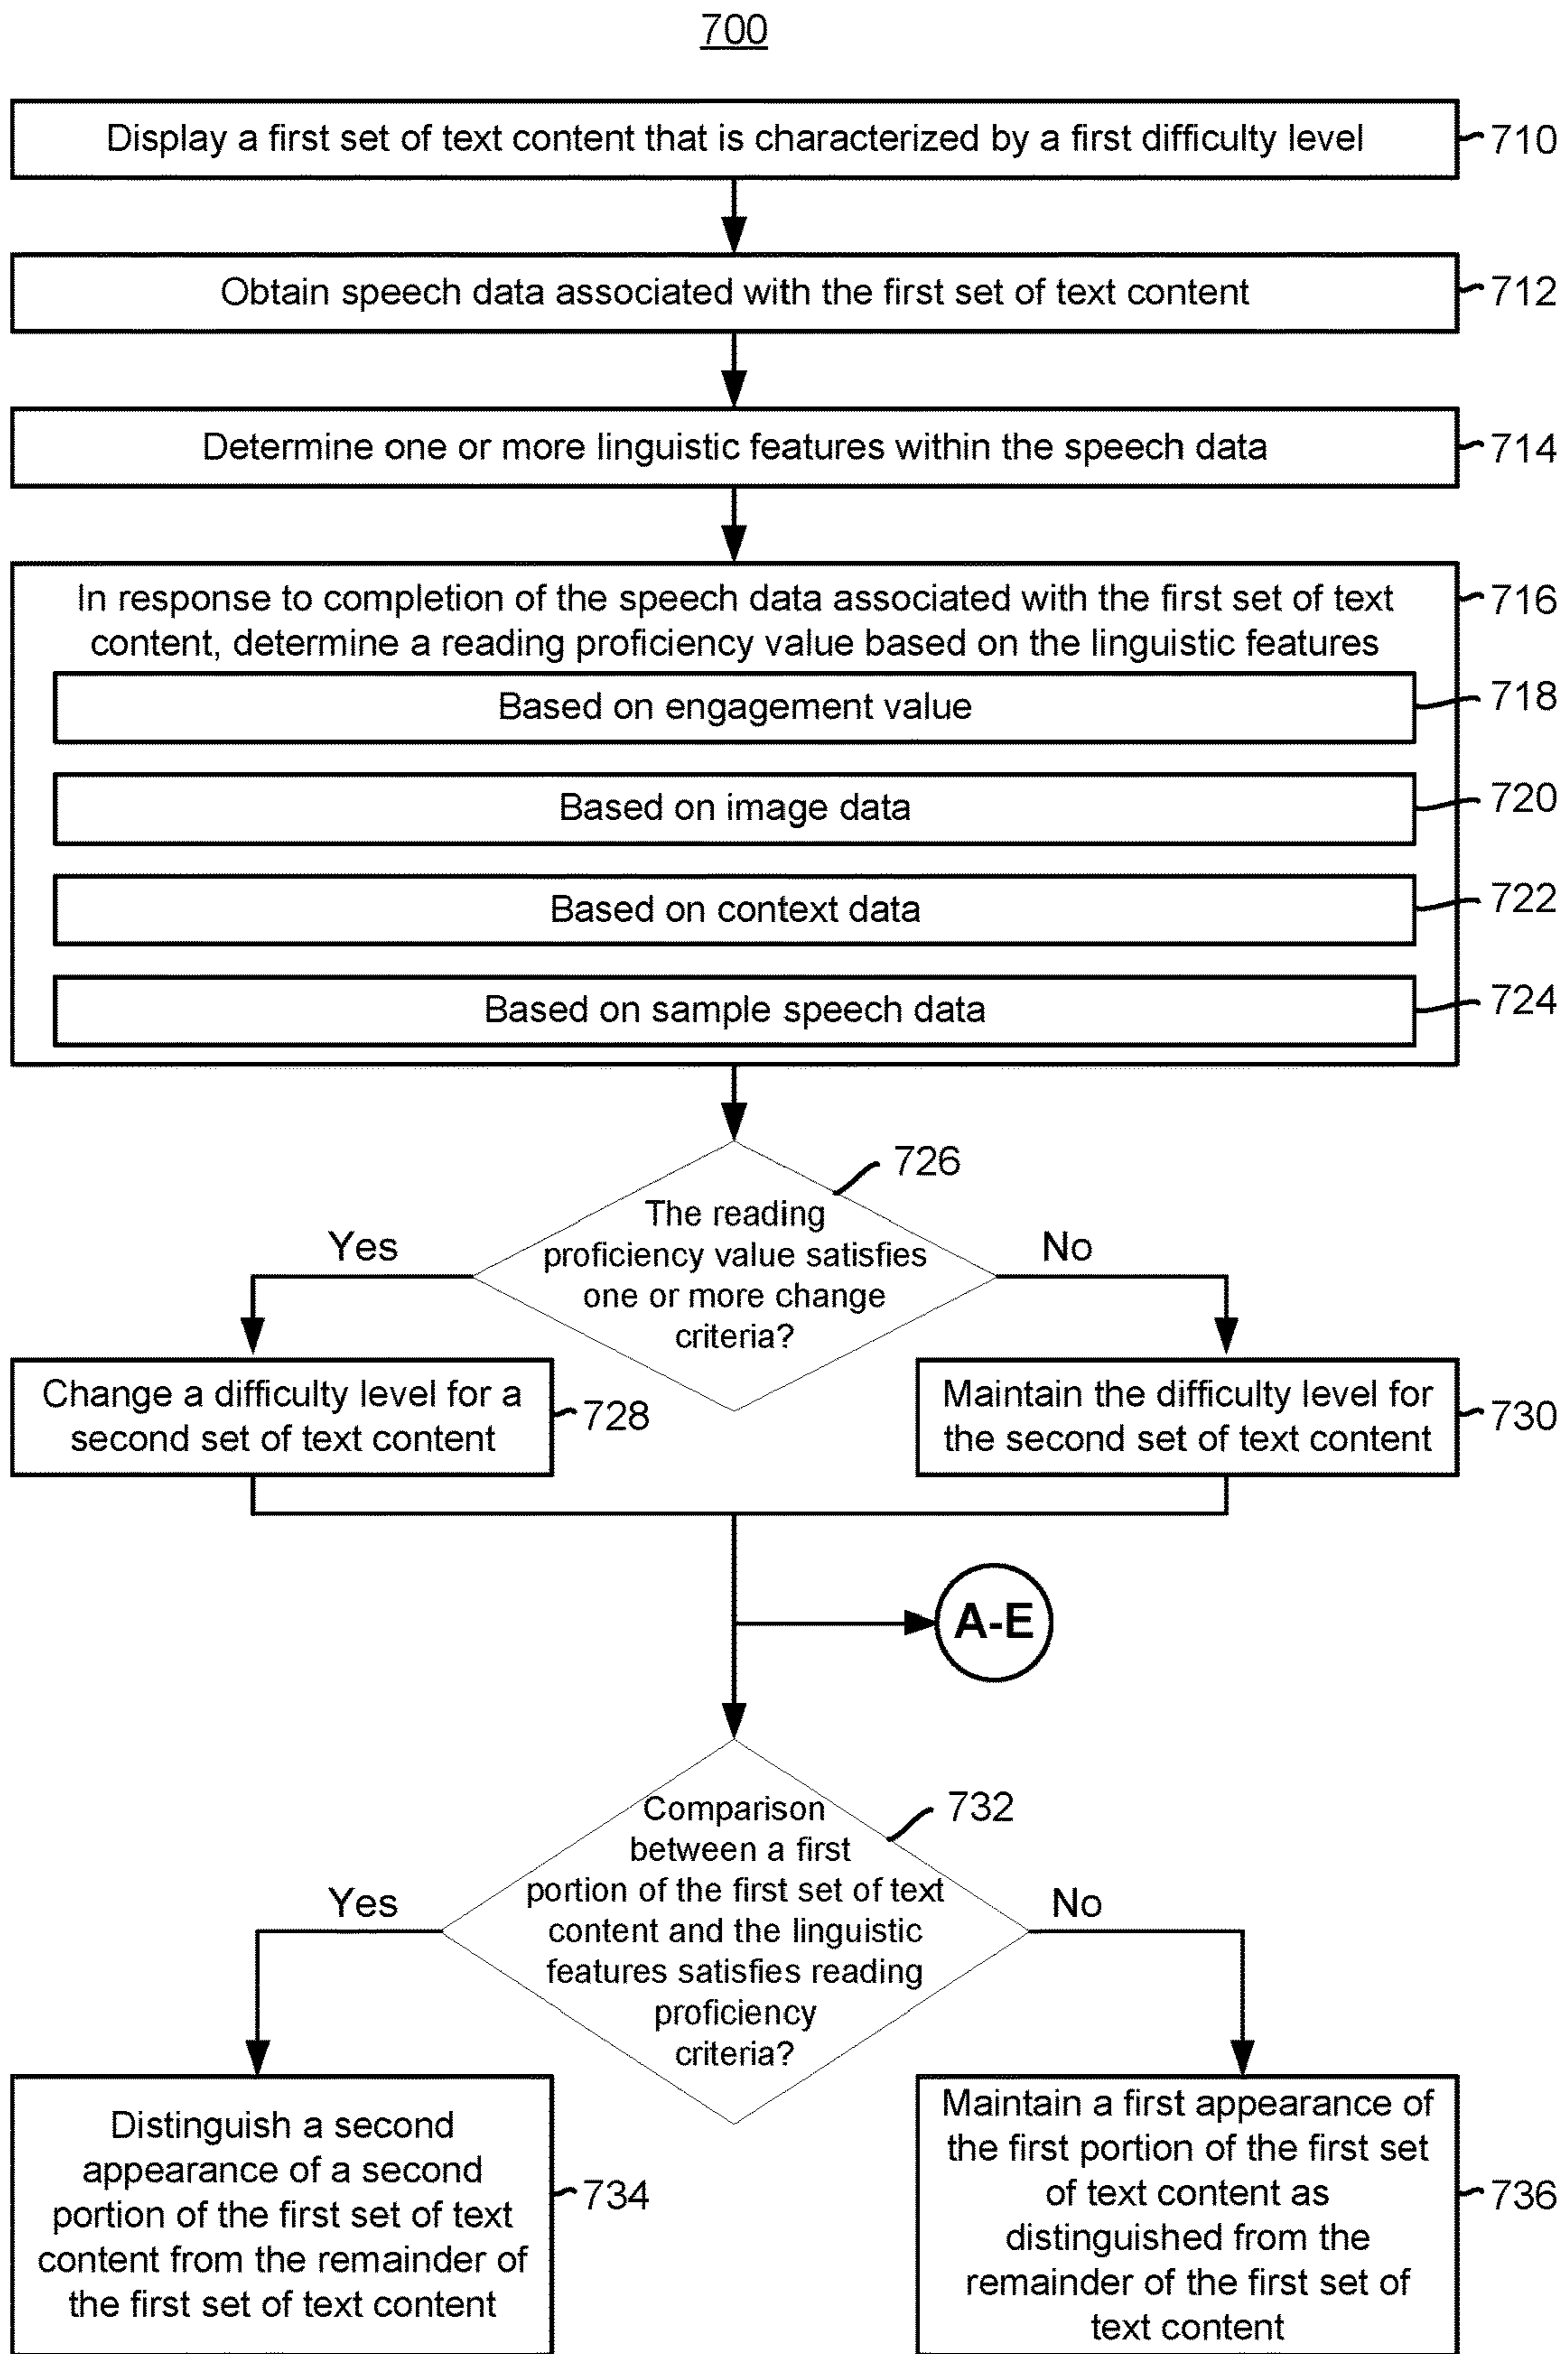 700
Display a first set of text content that is characterized by a first difficulty level
710
Obtain speech data associated with the first set of text content
712
Determine one or more linguistic features within the speech data
714
In response to completion of the speech data associated with the first set of text
content, determine a reading proficiency value based on the linguistic features
716
Based on engagement value
718
Based on image data
720
Based on context data
722
Based on sample speech data
724
726
The reading
proficiency value satisfies
one or more change
criteria?
Yes
No
Change a difficulty level for a
second set of text content
728
Maintain the difficulty level for
the second set of text content
730
A-E
732
Comparison
between a first
portion of the first set of text
content and the linguistic
features satisfies reading
proficiency
criteria?
Yes
No
Distinguish a second
appearance of a second
portion of the first set of text
content from the remainder of
the first set of text content
734
Maintain a first appearance of
the first portion of the first set
of text content as
distinguished from the
remainder of the first set of
text content
736